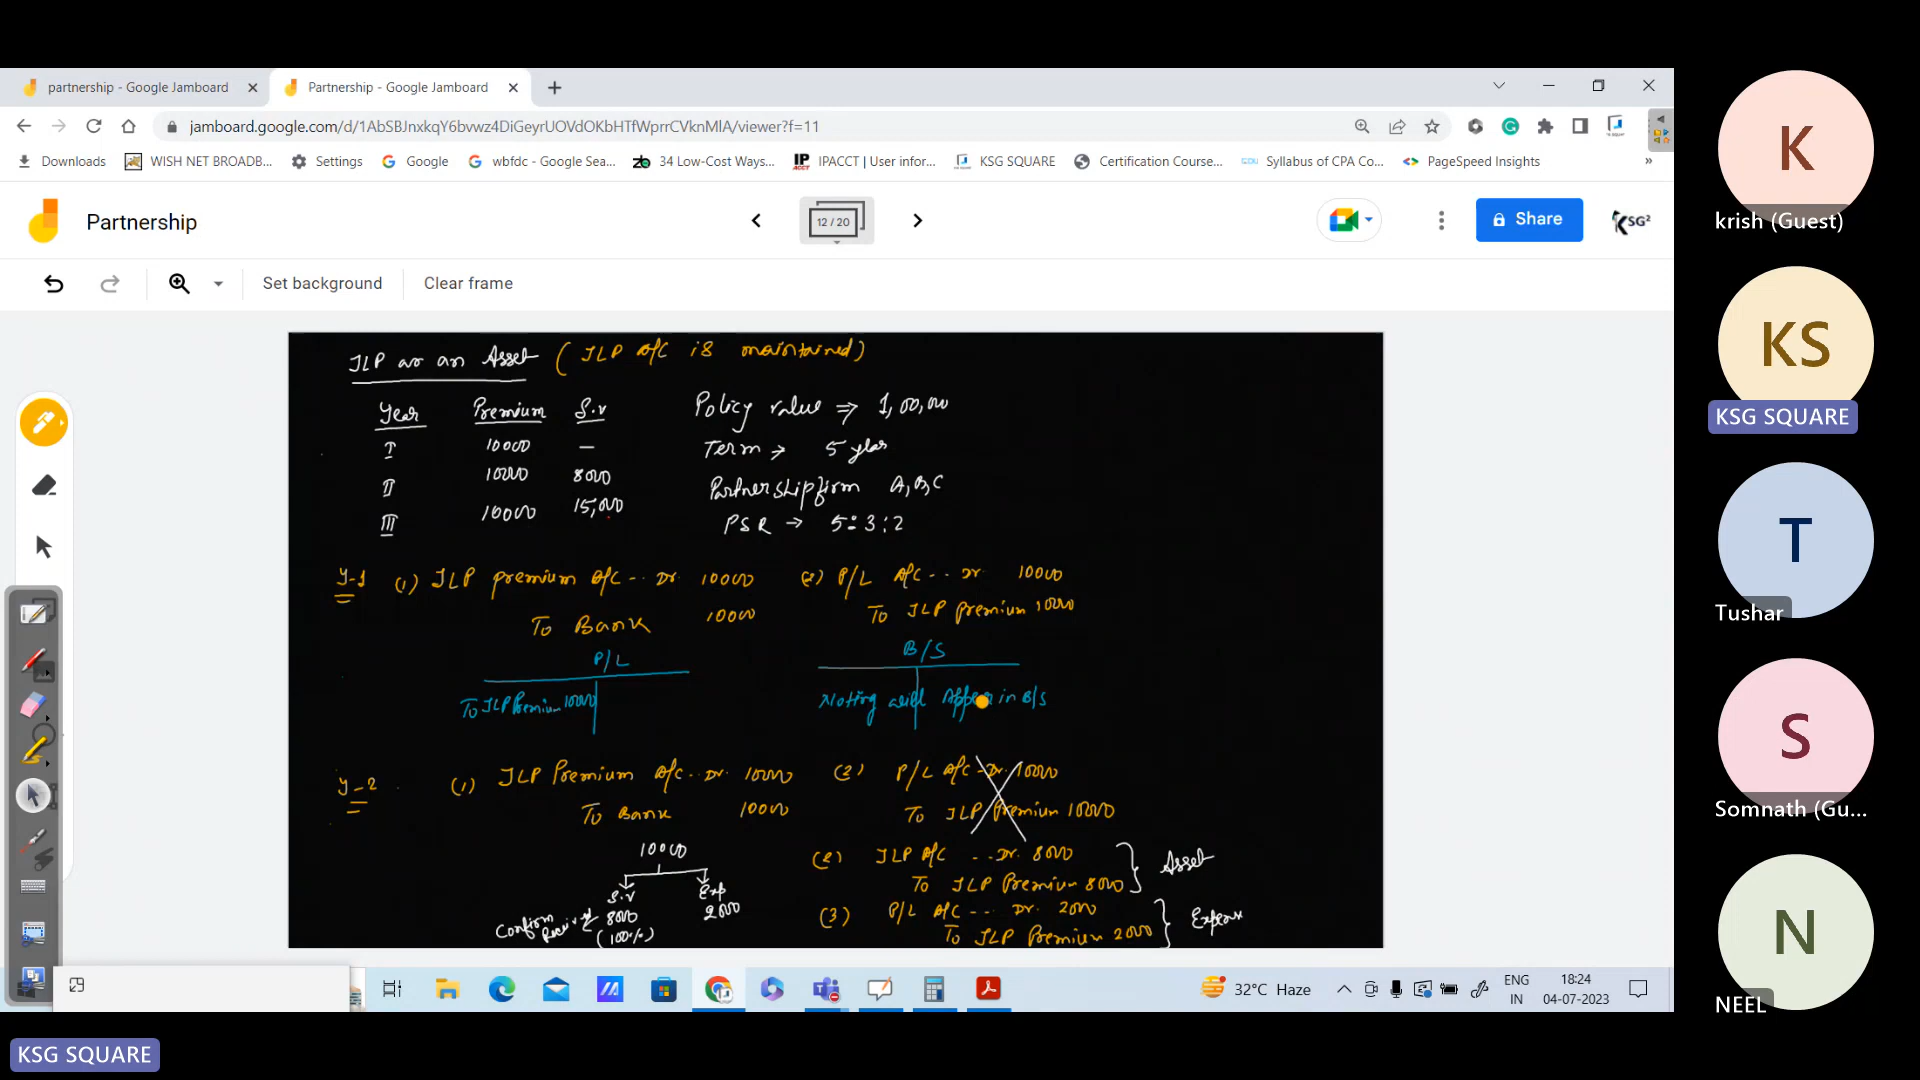 partnership - Google Jamboard
Partnership - Google Jamboard
jamboard.google.com/d/1AbSBJnxkqY6bvwz4DiGeyrUOVdOKbHTfWprrCVknMlA/viewer?f=11
Downloads WISH NET BROADB... Settings Google wbfdc - Google Sea... 34 Low-Cost Ways... IPACCT | User infor... KSG SQUARE Certification Course... Syllabus of CPA Co... PageSpeed Insights »
Partnership
12 / 20
Share
KSG²
Set background Clear frame
JLP as an Asset (JLP A/C is maintained)
Year Premium S.V Policy value ⇒ 1,00,000
I 10000 — Term → 5 year
II 10000 8000 Partnership firm A,B,C
III 10000 15,000 PSR → 5:3:2
Y-1 (1) JLP premium A/C -- Dr. 10000 (2) P/L A/C -- Dr 10000
To Bank 10000 To JLP Premium 10000
P/L B/S
To JLP Premium 10000 Noting will Appear in B/S
Y-2 (1) JLP Premium A/C -- Dr. 10000 (2) P/L A/C - Dr. 10000
To Bank 10000 To JLP Premium 10000
10000
(2) JLP A/C -- Dr. 8000 Asset
To JLP Premium 8000
S.V Exp
8000 2000
Confirm
(100%)
(3) P/L A/C --- Dr. 2000
To JLP Premium 2000
K
krish (Guest)
KS
KSG SQUARE
T
Tushar
S
Somnath (Gu...
N
NEEL
32°C Haze
ENG
IN
18:24
04-07-2023
KSG SQUARE